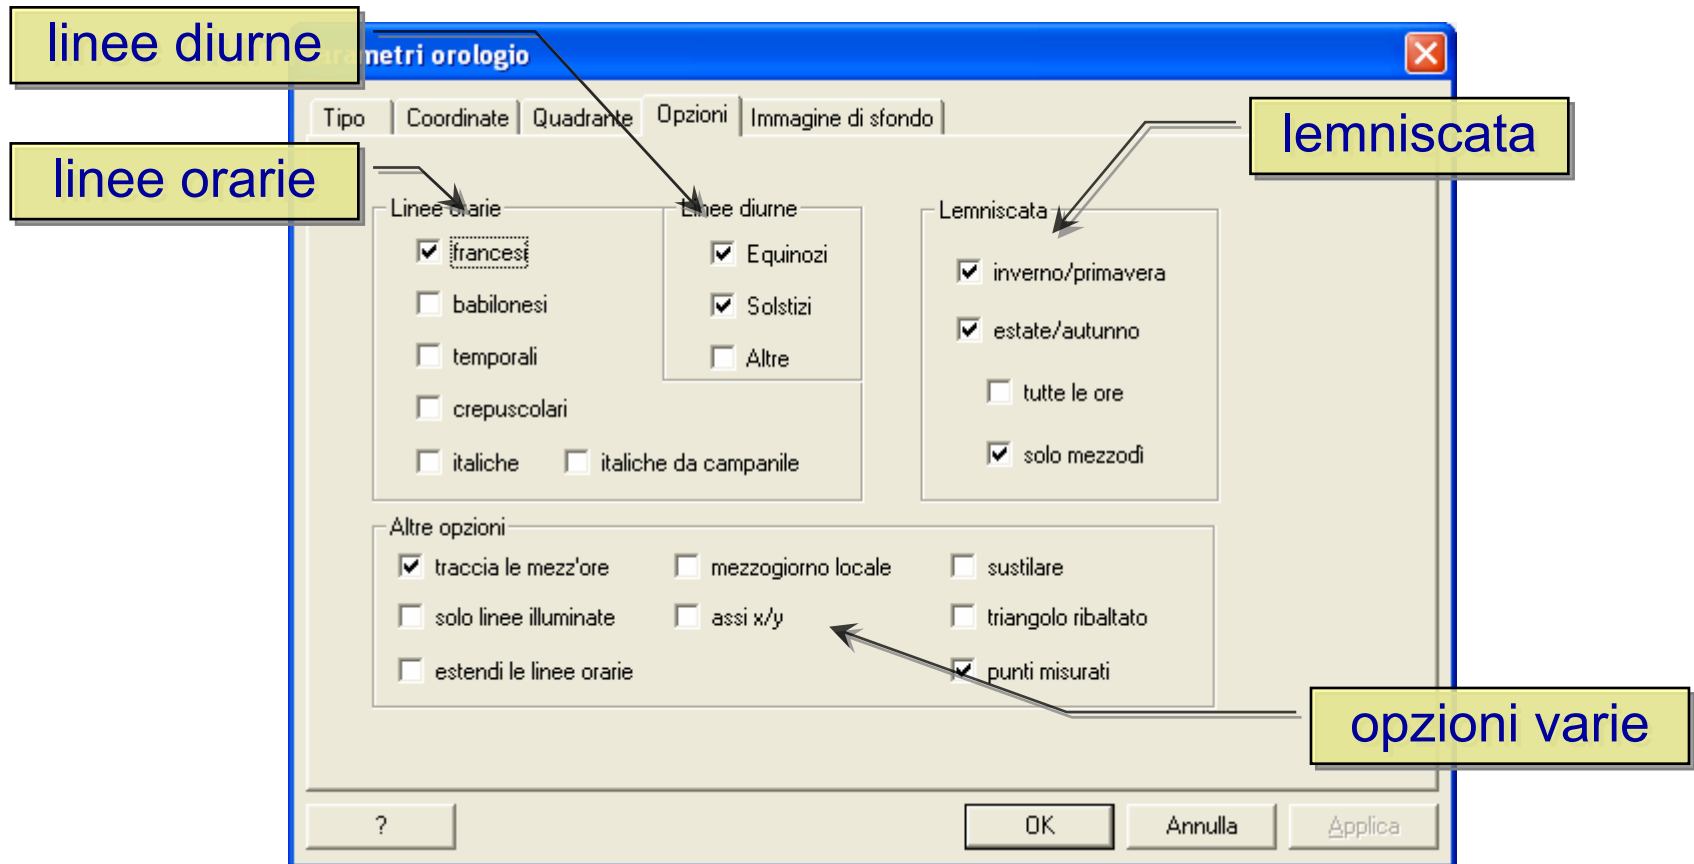 linee diurne
rametri orologio
Tipo Coordinate Quadrante Opzioni Immagine di sfondo
lemniscata
linee orarie
Linee orarie
francesi
babilonesi
temporali
crepuscolari
italiche
italiche da campanile
Linee diurne
Equinozi
Solstizi
Altre
Lemniscata
inverno/primavera
estate/autunno
tutte le ore
solo mezzodì
Altre opzioni
traccia le mezz'ore
mezzogiorno locale
sustilare
solo linee illuminate
assi x/y
triangolo ribaltato
estendi le linee orarie
punti misurati
opzioni varie
? OK Annulla Applica